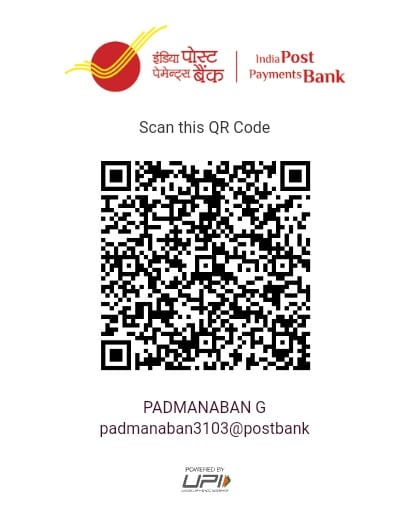 इंडिया पोस्ट
पेमेन्ट्स बैंक
India Post
Payments Bank
Scan this QR Code
PADMANABAN G
padmanaban3103@postbank
POWERED BY
UPI
UNIFIED PAYMENTS INTERFACE